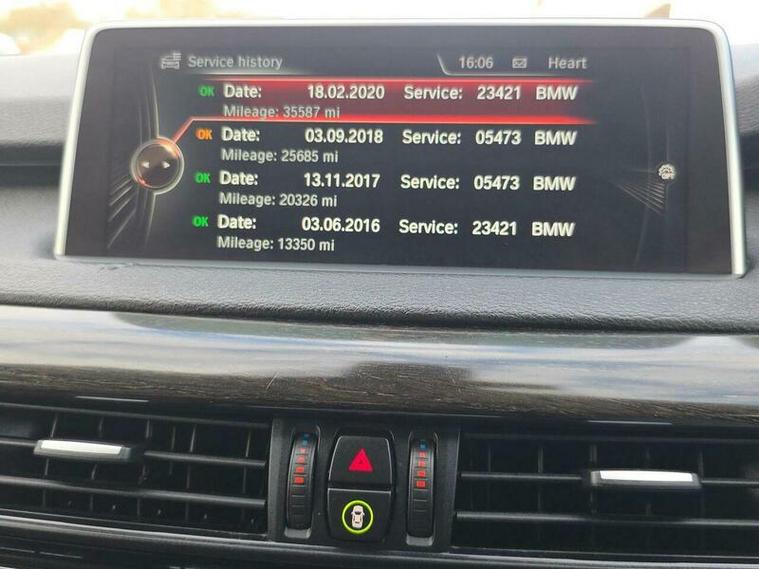 Service history 16:06 Heart
OK Date: 18.02.2020 Service: 23421 BMW
Mileage: 35587 mi
OK Date: 03.09.2018 Service: 05473 BMW
Mileage: 25685 mi
OK Date: 13.11.2017 Service: 05473 BMW
Mileage: 20326 mi
OK Date: 03.06.2016 Service: 23421 BMW
Mileage: 13350 mi